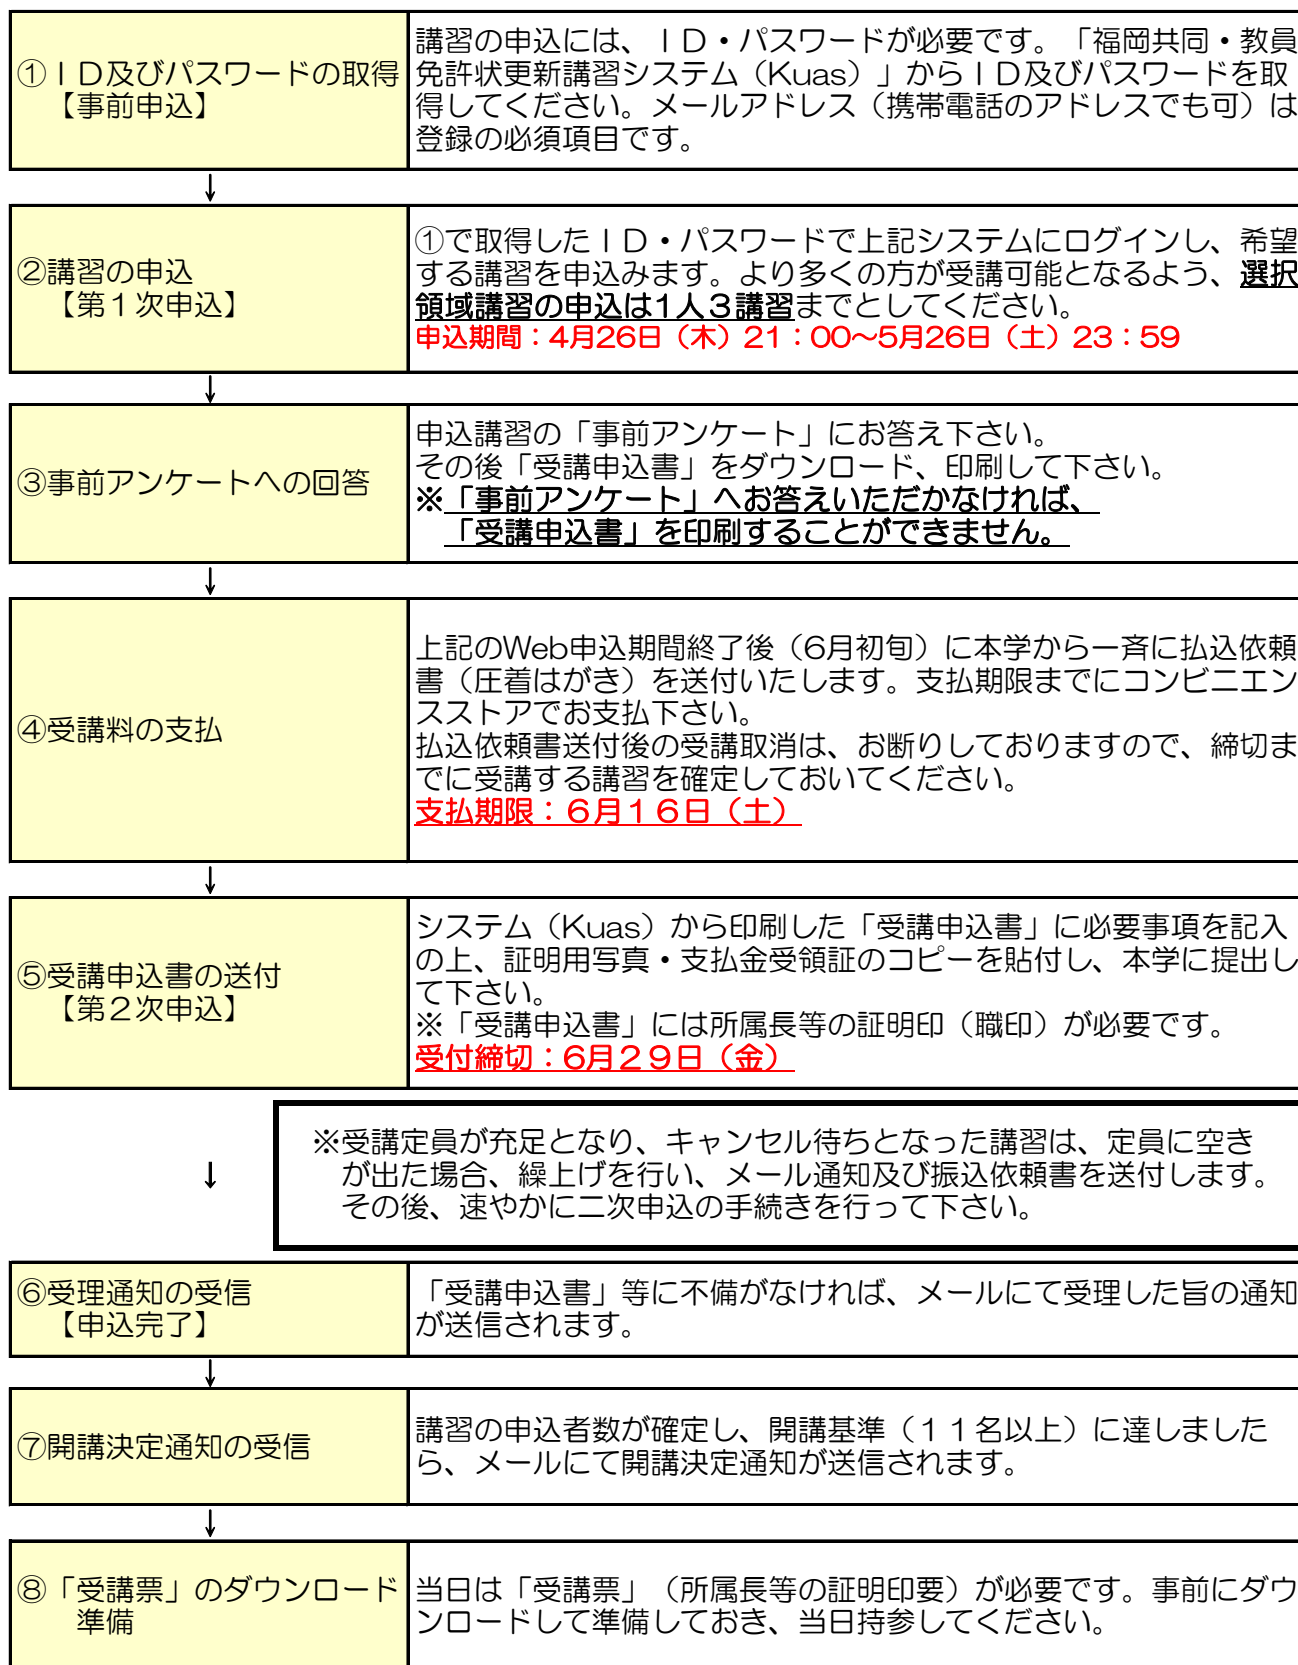 ①ＩＤ及びパスワードの取得
【事前申込】
講習の申込には、ＩＤ・パスワードが必要です。「福岡共同・教員
免許状更新講習システム（Kuas）」からＩＤ及びパスワードを取
得してください。メールアドレス（携帯電話のアドレスでも可）は
登録の必須項目です。
↓
②講習の申込
【第１次申込】
①で取得したＩＤ・パスワードで上記システムにログインし、希望
する講習を申込みます。より多くの方が受講可能となるよう、選択
領域講習の申込は1人３講習までとしてください。
申込期間：4月26日（木）21：00～5月26日（土）23：59
↓
③事前アンケートへの回答
申込講習の「事前アンケート」にお答え下さい。
その後「受講申込書」をダウンロード、印刷して下さい。
※「事前アンケート」へお答えいただかなければ、
「受講申込書」を印刷することができません。
↓
④受講料の支払
上記のWeb申込期間終了後（6月初旬）に本学から一斉に払込依頼
書（圧着はがき）を送付いたします。支払期限までにコンビニエン
スストアでお支払下さい。
払込依頼書送付後の受講取消は、お断りしておりますので、締切ま
でに受講する講習を確定しておいてください。
支払期限：６月１６日（土）
↓
⑤受講申込書の送付
【第２次申込】
システム（Kuas）から印刷した「受講申込書」に必要事項を記入
の上、証明用写真・支払金受領証のコピーを貼付し、本学に提出し
て下さい。
※「受講申込書」には所属長等の証明印（職印）が必要です。
受付締切：6月２９日（金）
↓
※受講定員が充足となり、キャンセル待ちとなった講習は、定員に空き
が出た場合、繰上げを行い、メール通知及び振込依頼書を送付します。
その後、速やかに二次申込の手続きを行って下さい。
⑥受理通知の受信
【申込完了】
「受講申込書」等に不備がなければ、メールにて受理した旨の通知
が送信されます。
↓
⑦開講決定通知の受信
講習の申込者数が確定し、開講基準（１１名以上）に達しました
ら、メールにて開講決定通知が送信されます。
↓
⑧「受講票」のダウンロード
準備
当日は「受講票」（所属長等の証明印要）が必要です。事前にダウ
ンロードして準備しておき、当日持参してください。